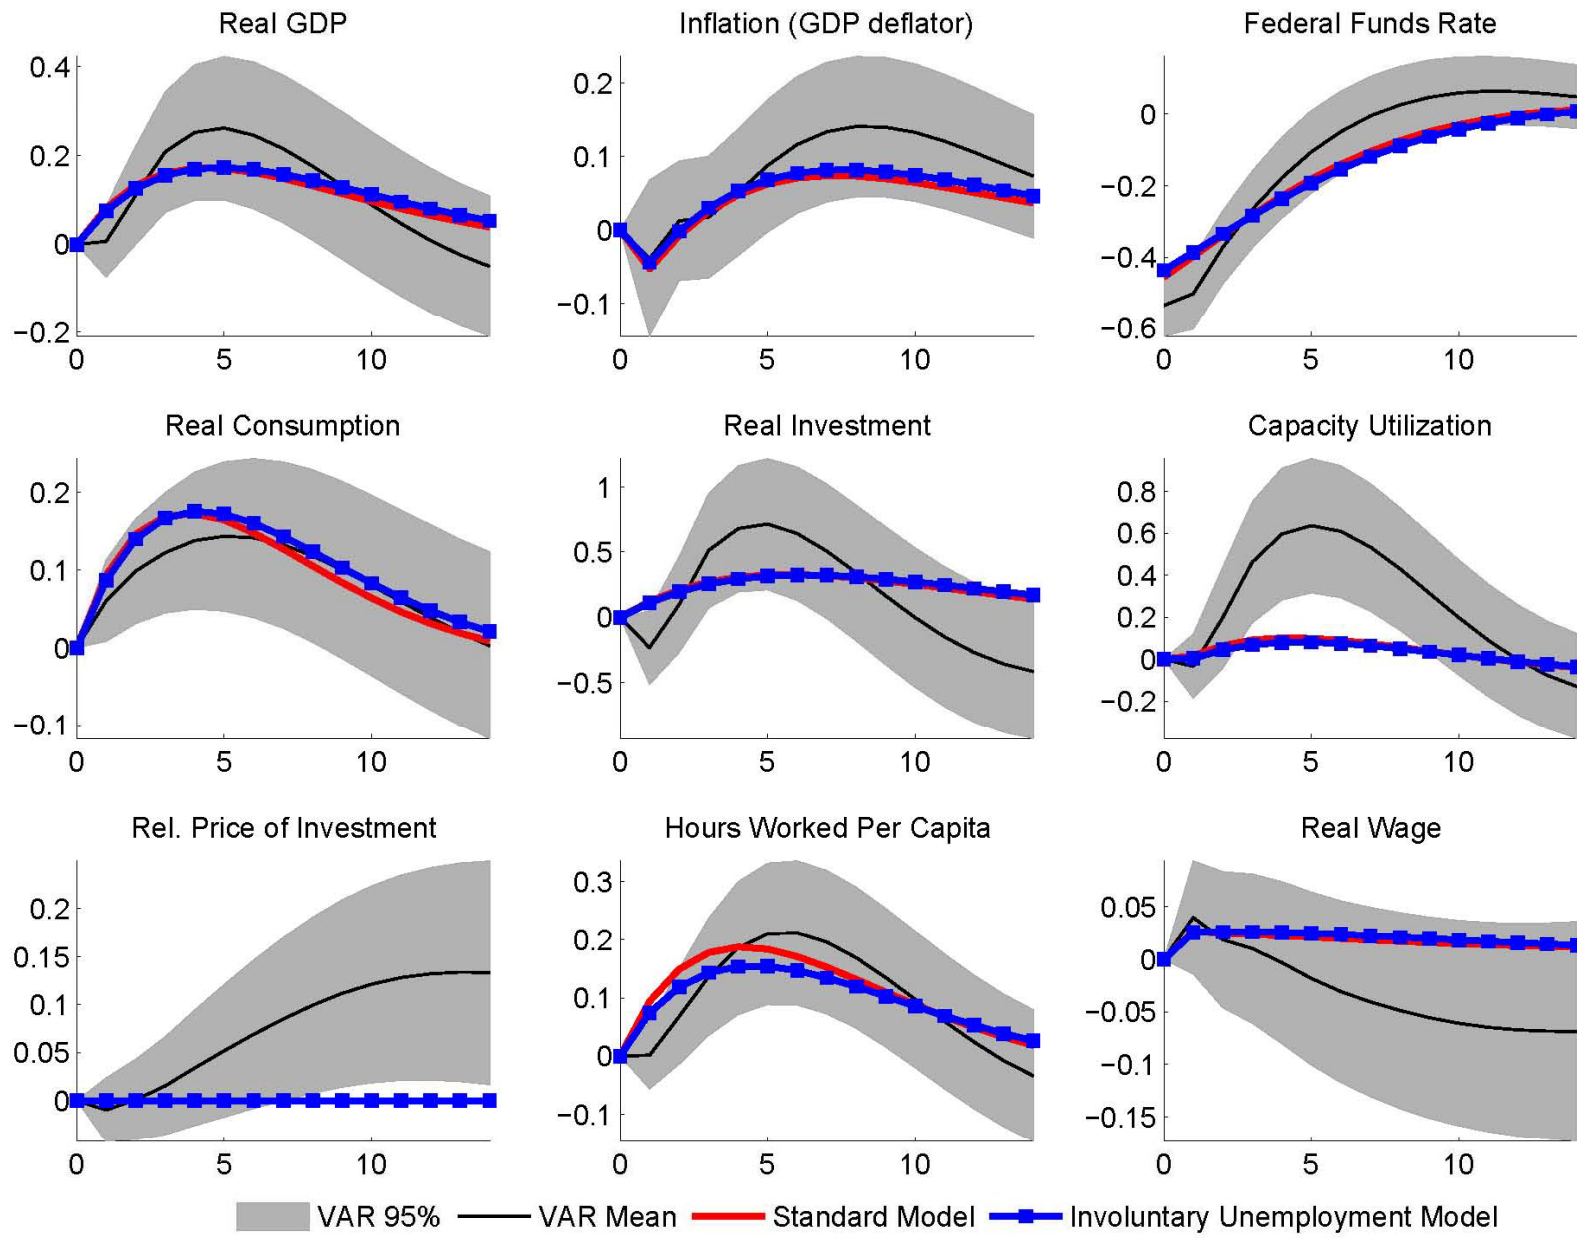 Real GDP
0.4
0.2
0
−0.2
0 5 10
Inflation (GDP deflator)
0.2
0.1
0
−0.1
0 5 10
Federal Funds Rate
0
−0.2
−0.4
−0.6
0 5 10
Real Consumption
0.2
0.1
0
−0.1
0 5 10
Real Investment
1
0.5
0
−0.5
0 5 10
Capacity Utilization
0.8
0.6
0.4
0.2
0
−0.2
0 5 10
Rel. Price of Investment
0.2
0.15
0.1
0.05
0
0 5 10
Hours Worked Per Capita
0.3
0.2
0.1
0
−0.1
0 5 10
Real Wage
0.05
0
−0.05
−0.1
−0.15
0 5 10
VAR 95% VAR Mean Standard Model Involuntary Unemployment Model